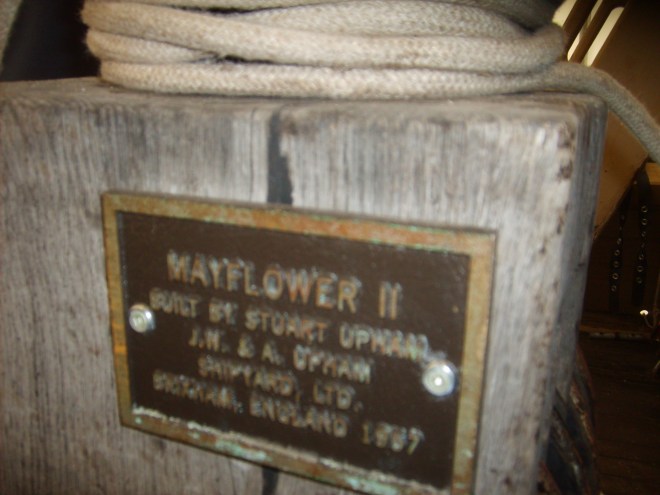 MAYFLOWER II
BUILT BY STUART UPHAM,
J.W. & A. UPHAM
SHIPYARD, LTD.
BRIXHAM, ENGLAND 1957